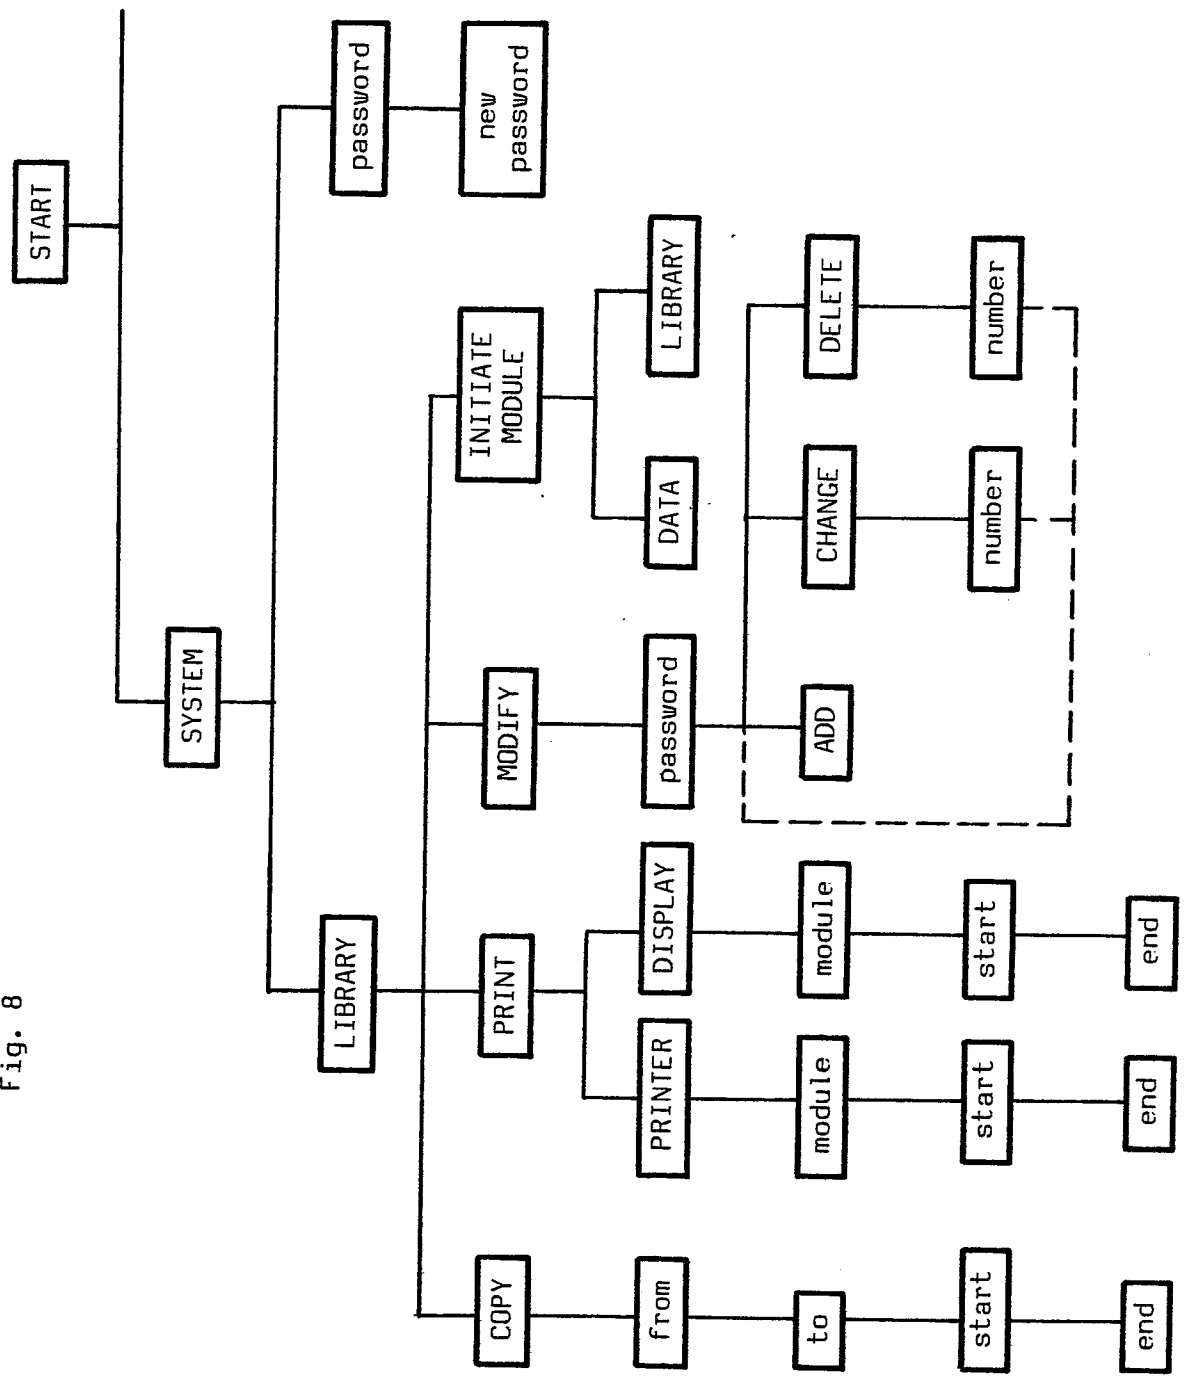 Fig. 8
START
SYSTEM
LIBRARY
password
COPY
PRINT
MODIFY
INITIATE
MODULE
new
password
from
PRINTER
DISPLAY
password
DATA
LIBRARY
to
module
module
ADD
CHANGE
DELETE
start
start
start
number
number
end
end
end